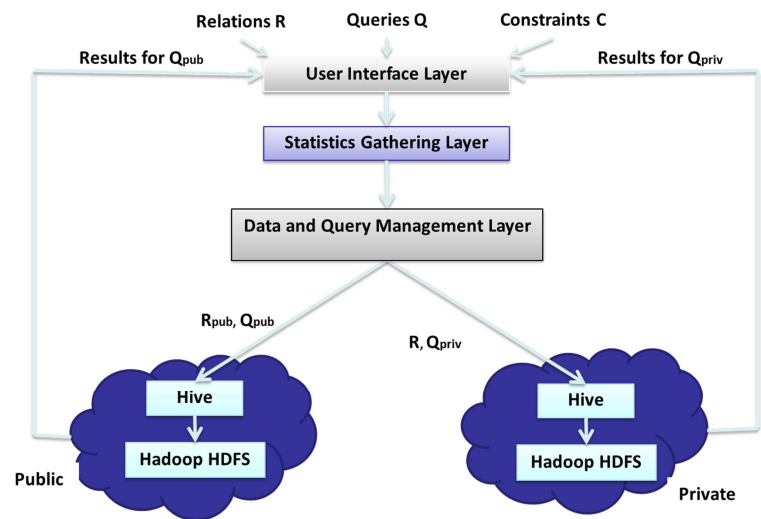 Relations R
Queries Q
Constraints C
Results for Qpub
Results for Qpriv
User Interface Layer
Statistics Gathering Layer
Data and Query Management Layer
Rpub, Qpub
R, Qpriv
Hive
Hadoop HDFS
Public
Hive
Hadoop HDFS
Private